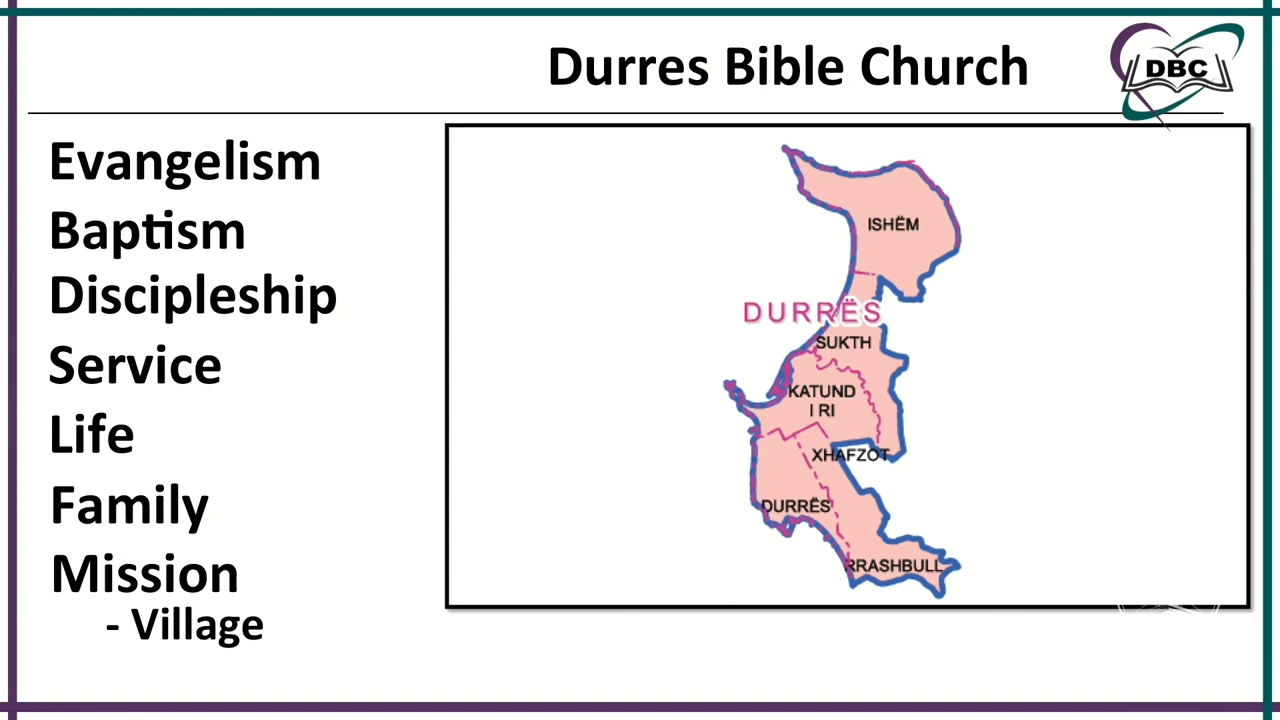 Durres Bible Church
DBC
Evangelism
Baptism
Discipleship
Service
Life
Family
Mission
- Village
ISHËM
DURRËS
SUKTH
KATUND
I RI
XHAFZOT
DURRËS
RRASHBULL